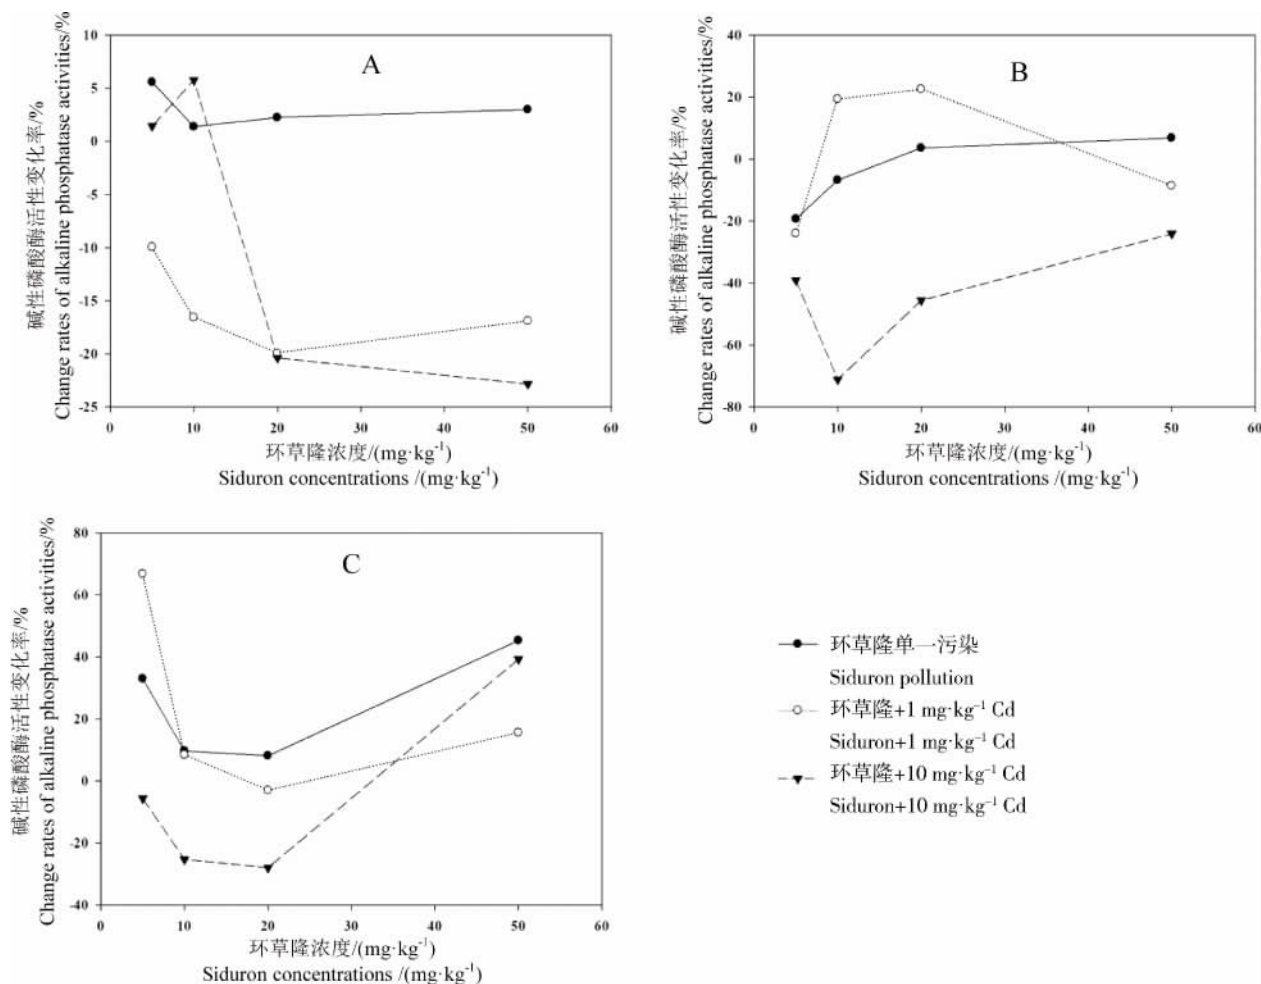 碱性磷酸酶活性变化率/%
Change rates of alkaline phosphatase activities/%
10
5
0
-5
-10
-15
-20
-25
A
0
10
20
30
40
50
60
环草隆浓度/(mg·kg⁻¹)
Siduron concentrations /(mg·kg⁻¹)
碱性磷酸酶活性变化率/%
Change rates of alkaline phosphatase activities/%
40
20
0
-20
-40
-60
-80
B
0
10
20
30
40
50
60
环草隆浓度/(mg·kg⁻¹)
Siduron concentrations /(mg·kg⁻¹)
碱性磷酸酶活性变化率/%
Change rates of alkaline phosphatase activities/%
80
60
40
20
0
-20
-40
C
0
10
20
30
40
50
60
环草隆浓度/(mg·kg⁻¹)
Siduron concentrations /(mg·kg⁻¹)
环草隆单一污染
Siduron pollution
环草隆+1 mg·kg⁻¹ Cd
Siduron+1 mg·kg⁻¹ Cd
环草隆+10 mg·kg⁻¹ Cd
Siduron+10 mg·kg⁻¹ Cd